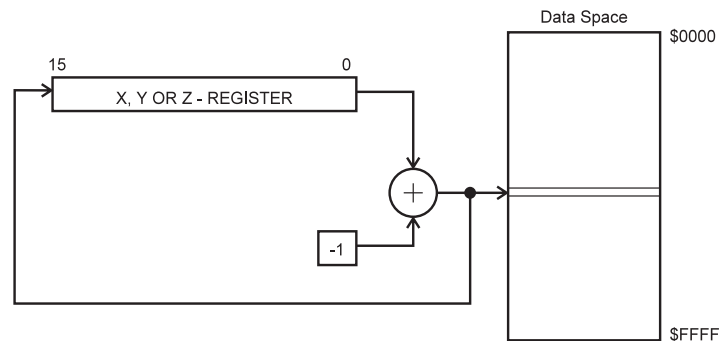 Data Space
$0000
15
0
X, Y OR Z - REGISTER
+
-1
$FFFF